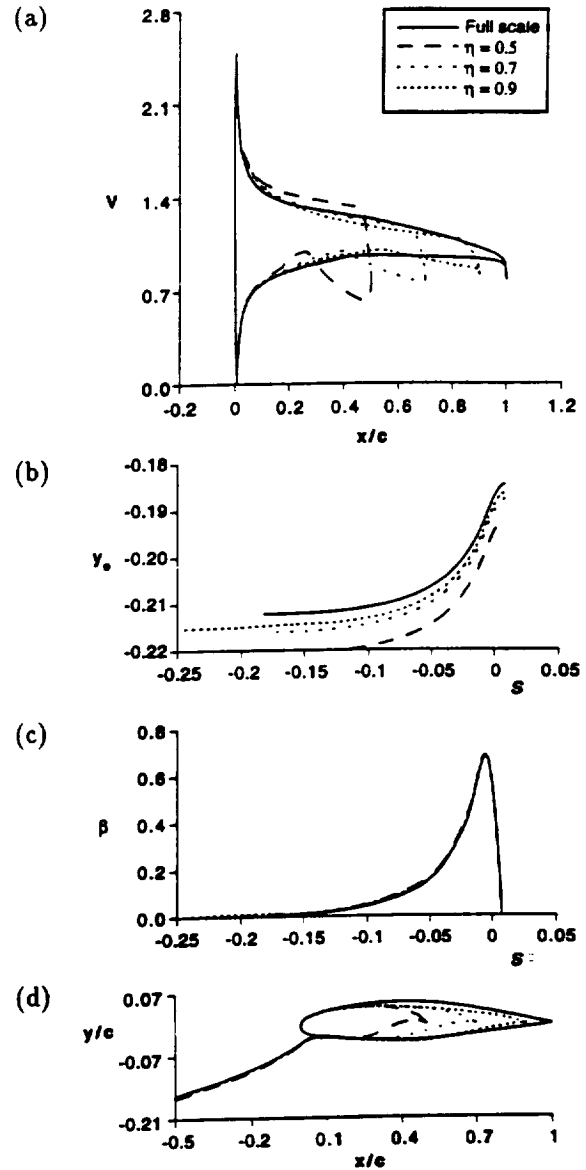 (a)
Full scale
η = 0.5
η = 0.7
η = 0.9
2.8
2.1
1.4
0.7
0.0
V
-0.2 0 0.2 0.4 0.6 0.8 1 1.2
x/c
(b)
-0.18
-0.19
-0.20
-0.21
-0.22
y₀
-0.25 -0.2 -0.15 -0.1 -0.05 0 0.05
S
(c)
0.8
0.6
0.4
0.2
0.0
β
-0.25 -0.2 -0.15 -0.1 -0.05 0 0.05
S
(d)
0.07
-0.07
-0.21
y/c
-0.5 -0.2 0.1 0.4 0.7 1
x/c